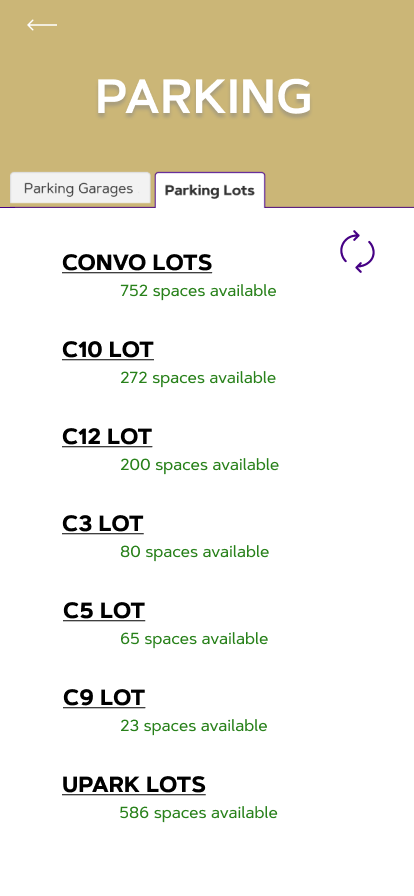 PARKING
Parking Garages
Parking Lots
CONVO LOTS
752 spaces available
C10 LOT
272 spaces available
C12 LOT
200 spaces available
C3 LOT
80 spaces available
C5 LOT
65 spaces available
C9 LOT
23 spaces available
UPARK LOTS
586 spaces available